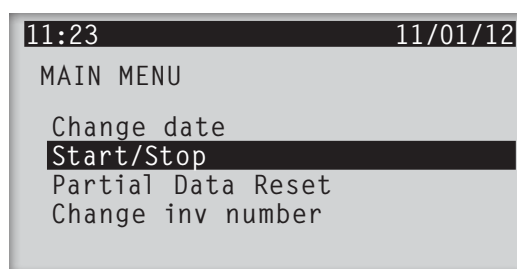 11:23 11/01/12
MAIN MENU
Change date
Start/Stop
Partial Data Reset
Change inv number